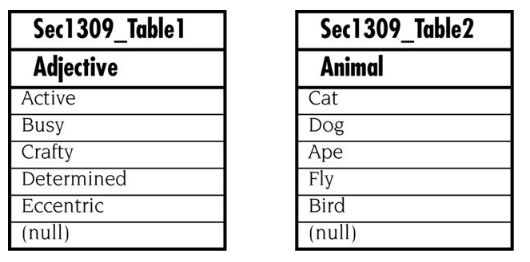 Sec1309_Table1
Adjective
Active
Busy
Crafty
Determined
Eccentric
(null)
Sec1309_Table2
Animal
Cat
Dog
Ape
Fly
Bird
(null)